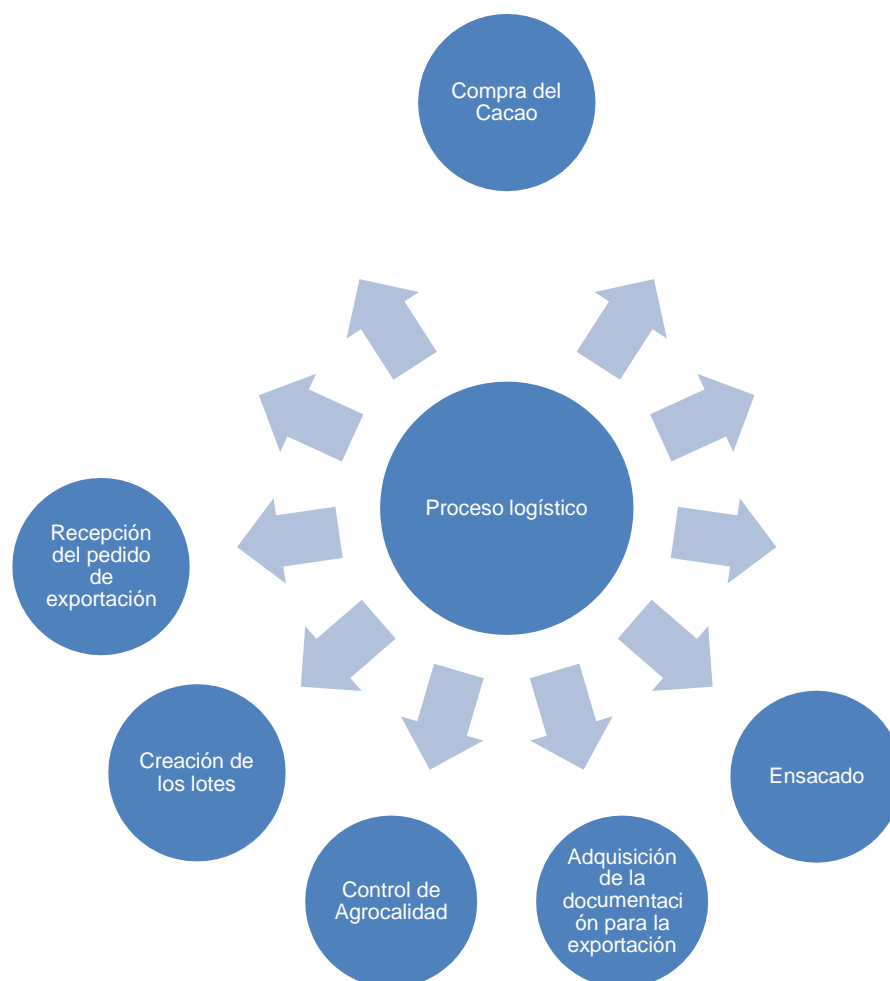 Compra del
Cacao
Proceso logístico
Recepción
del pedido
de
exportación
Creación de
los lotes
Ensacado
Control de
Agrocalidad
Adquisición
de la
documentaci
ón para la
exportación